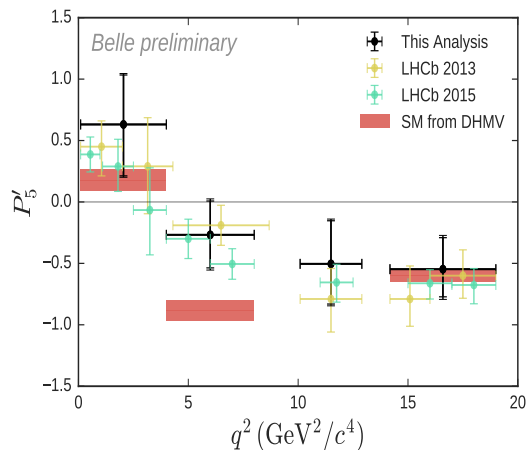 Belle preliminary
This Analysis
LHCb 2013
LHCb 2015
SM from DHMV
1.5
1.0
0.5
0.0
−0.5
−1.0
−1.5
P′5
0 5 10 15 20
q² (GeV²/c⁴)